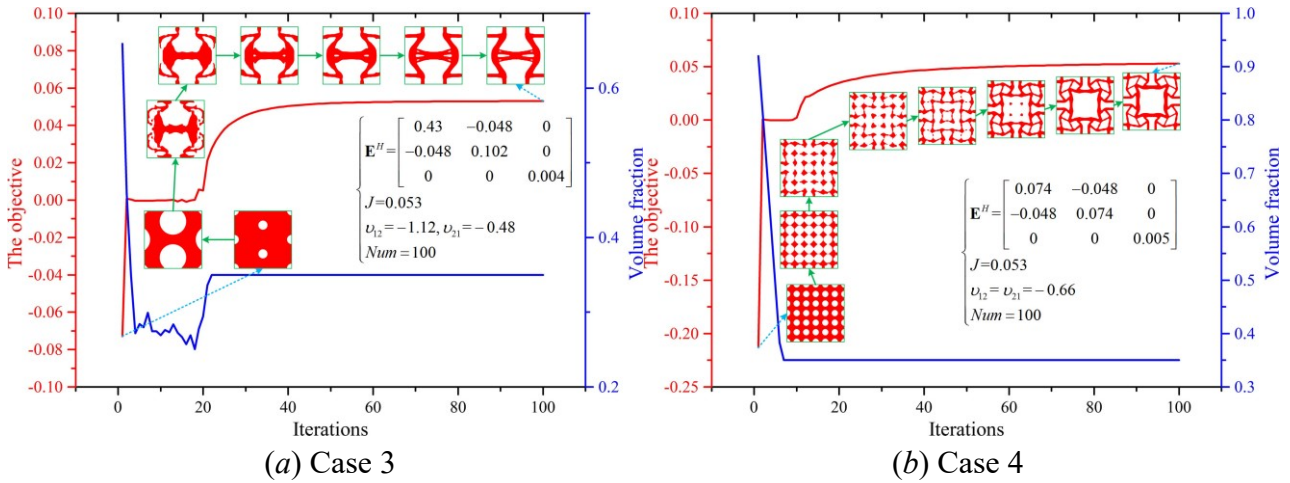 0.10
0.08
0.06
0.04
0.02
0.00
-0.02
-0.04
-0.06
-0.08
-0.10
The objective
0.6
0.4
0.2
Volume fraction
0 20 40 60 80 100
Iterations
0.43 −0.048 0
E^H = −0.048 0.102 0
0 0 0.004
J=0.053
υ12=−1.12, υ21=−0.48
Num=100
(a) Case 3
0.10
0.05
0.00
-0.05
-0.10
-0.15
-0.20
-0.25
The objective
1.0
0.9
0.8
0.7
0.6
0.5
0.4
0.3
Volume fraction
0 20 40 60 80 100
Iterations
0.074 −0.048 0
E^H = −0.048 0.074 0
0 0 0.005
J=0.053
υ12= υ21=−0.66
Num=100
(b) Case 4